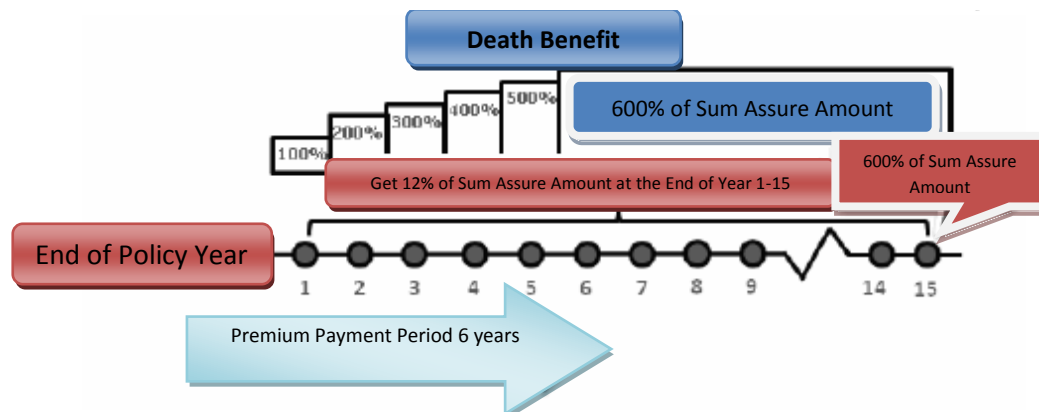 Death Benefit
100%
200%
300%
400%
500%
600% of Sum Assure Amount
Get 12% of Sum Assure Amount at the End of Year 1-15
600% of Sum Assure
Amount
End of Policy Year
1 2 3 4 5 6 7 8 9 14 15
Premium Payment Period 6 years